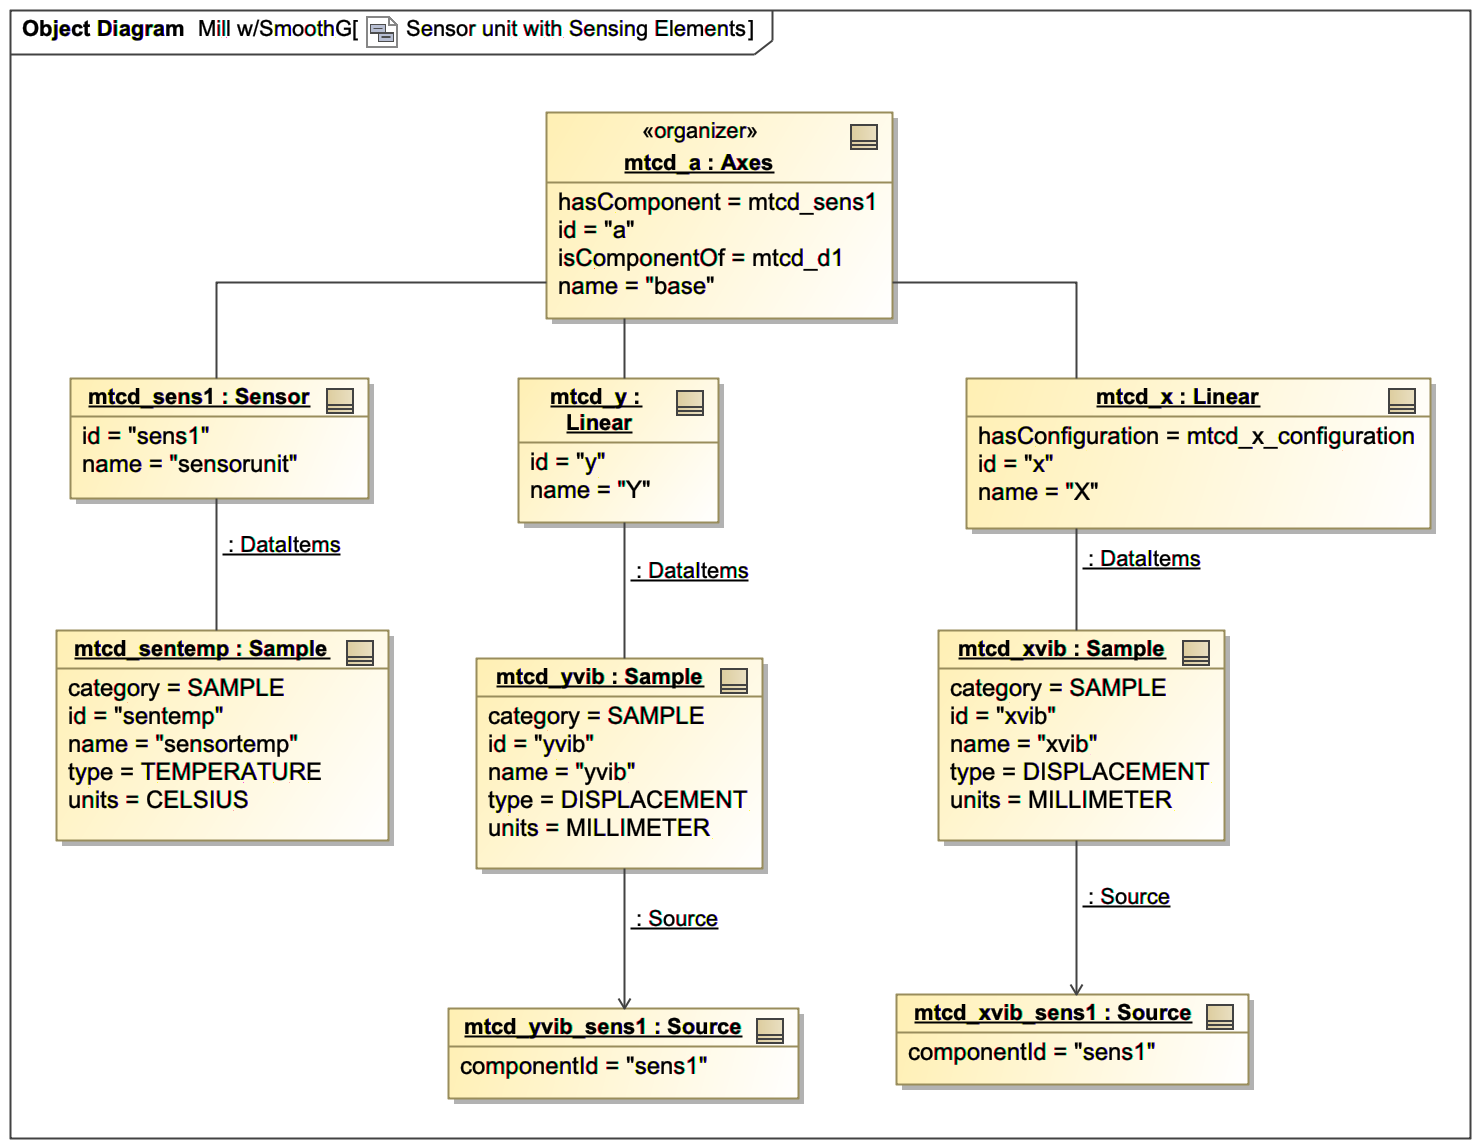 Object Diagram Mill w/SmoothG[ Sensor unit with Sensing Elements]
«organizer»
mtcd_a : Axes
hasComponent = mtcd_sens1
id = "a"
isComponentOf = mtcd_d1
name = "base"
mtcd_sens1 : Sensor
id = "sens1"
name = "sensorunit"
mtcd_y :
Linear
id = "y"
name = "Y"
mtcd_x : Linear
hasConfiguration = mtcd_x_configuration
id = "x"
name = "X"
: DataItems
: DataItems
: DataItems
mtcd_sentemp : Sample
category = SAMPLE
id = "sentemp"
name = "sensortemp"
type = TEMPERATURE
units = CELSIUS
mtcd_yvib : Sample
category = SAMPLE
id = "yvib"
name = "yvib"
type = DISPLACEMENT
units = MILLIMETER
mtcd_xvib : Sample
category = SAMPLE
id = "xvib"
name = "xvib"
type = DISPLACEMENT
units = MILLIMETER
: Source
: Source
mtcd_yvib_sens1 : Source
componentId = "sens1"
mtcd_xvib_sens1 : Source
componentId = "sens1"